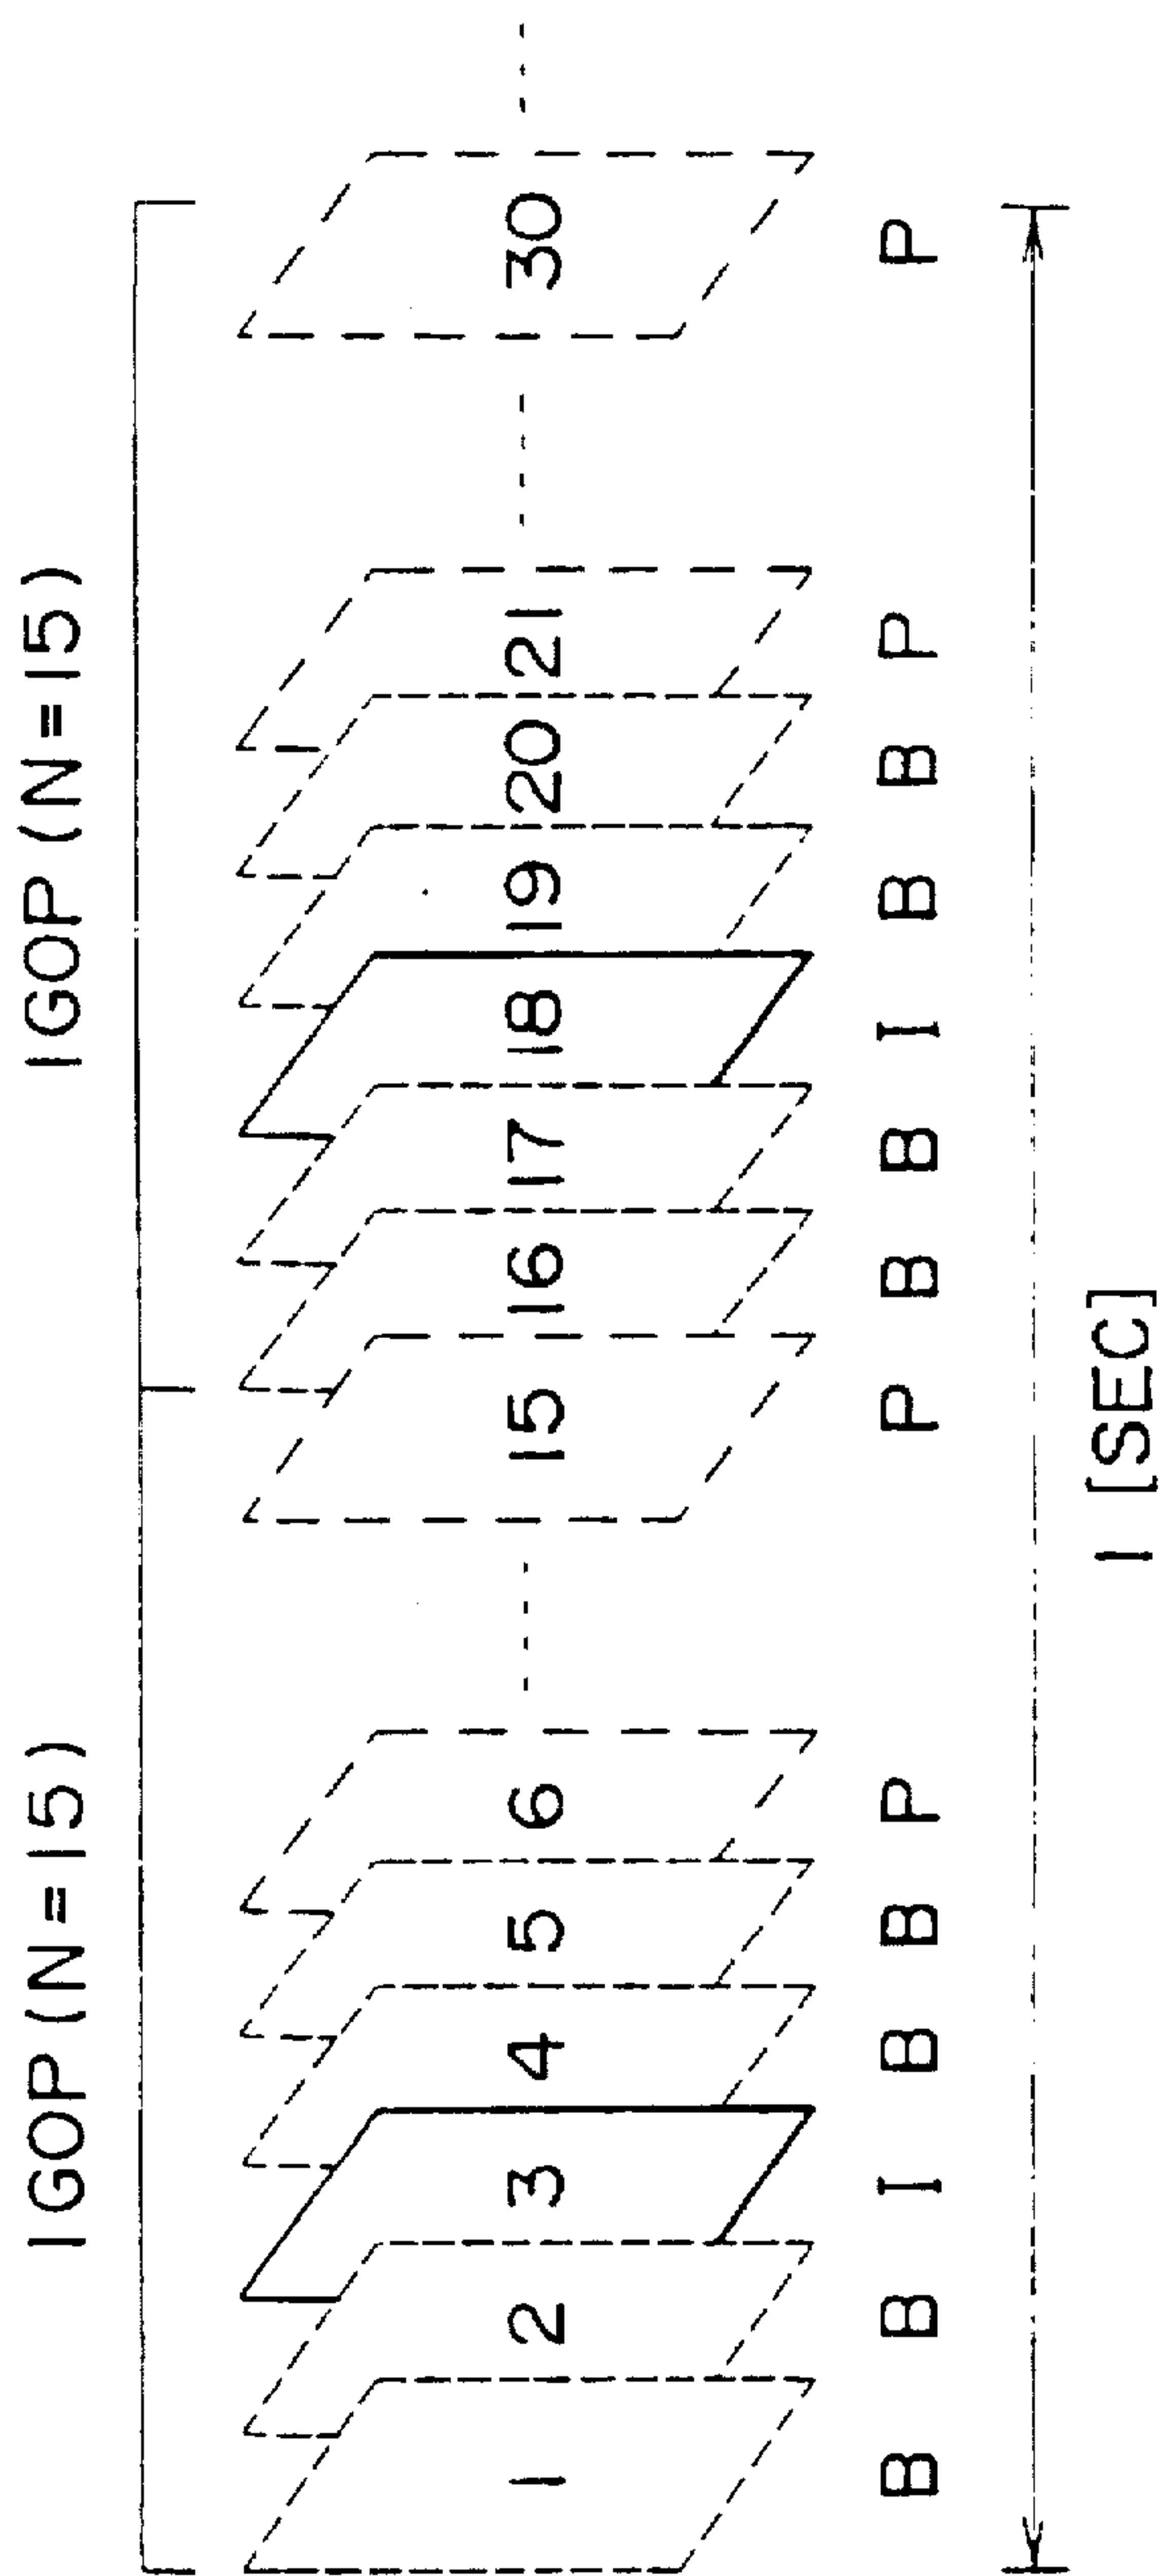 1GOP (N=15) 1GOP (N=15)
1 2 3 4 5 6 ---- 15 16 17 18 19 20 21 ---- 30 ---
B B I B B P P B B I B B P P
1 [SEC]